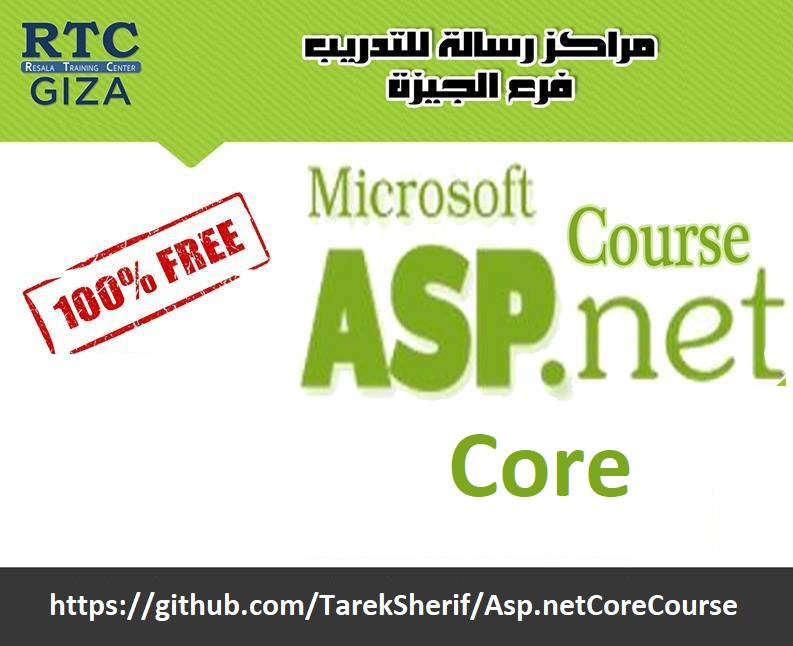 RTC
RESALA TRAINING CENTER
GIZA
مراكز رسالة للتدريب
فرع الجيزة
100% FREE
Microsoft
Course
ASP.net
Core
https://github.com/TarekSherif/Asp.netCoreCourse